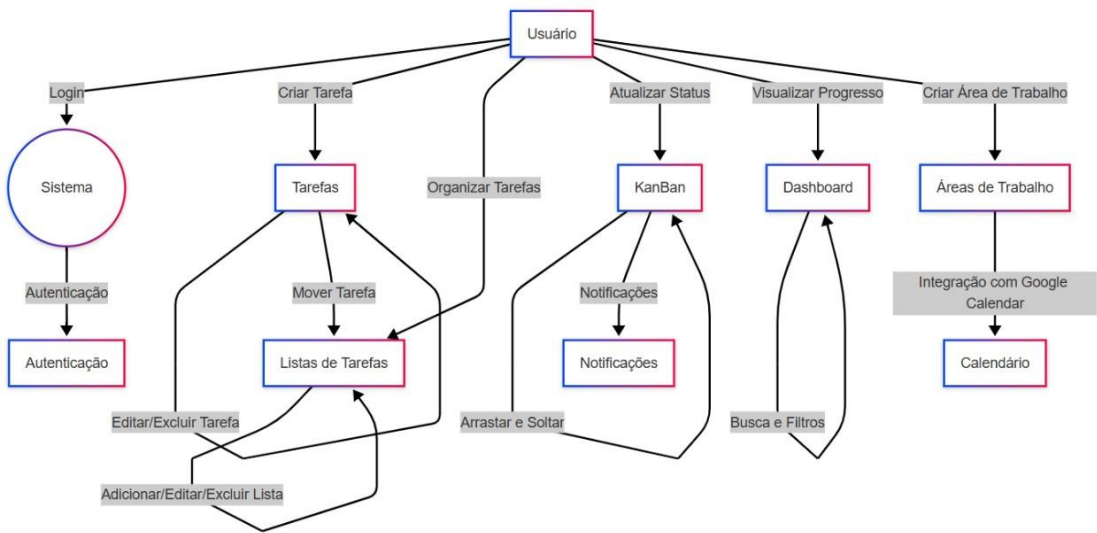 Usuário
Login
Criar Tarefa
Atualizar Status
Visualizar Progresso
Criar Área de Trabalho
Sistema
Tarefas
Organizar Tarefas
KanBan
Dashboard
Áreas de Trabalho
Autenticação
Mover Tarefa
Notificações
Integração com Google
Calendar
Autenticação
Listas de Tarefas
Notificações
Calendário
Editar/Excluir Tarefa
Arrastar e Soltar
Busca e Filtros
Adicionar/Editar/Excluir Lista